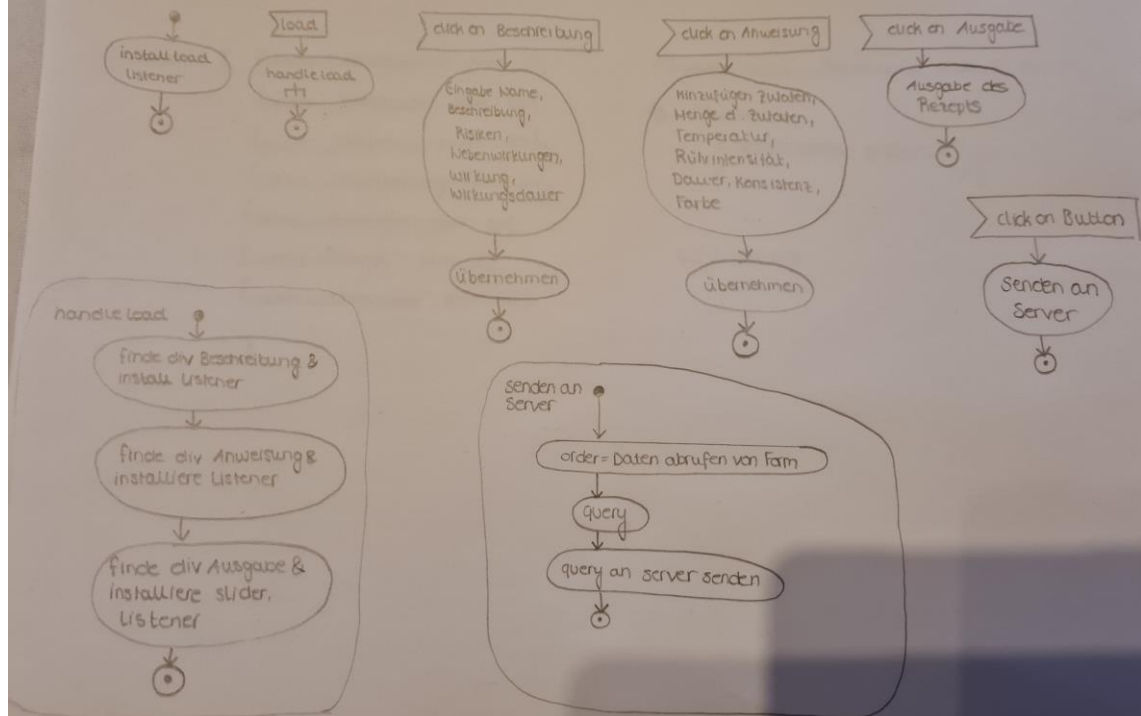 install load
Listener
load
handle load
click on Beschreibung
Eingabe Name,
Beschreibung,
Risiken,
Nebenwirkungen,
Wirkung,
Wirkungsdauer
übernehmen
click on Anweisung
Hinzufügen Zutaten,
Menge d. Zutaten,
Temperatur,
Rührintensität,
Dauer, Konsistenz,
Farbe
übernehmen
click on Ausgabe
Ausgabe des
Rezepts
click on Button
Senden an
Server
handle load
finde div Beschreibung &
install Listener
finde div Anweisung &
installiere Listener
finde div Ausgabe &
installiere slider,
Listener
senden an
Server
order = Daten abrufen von Form
query
query an server senden